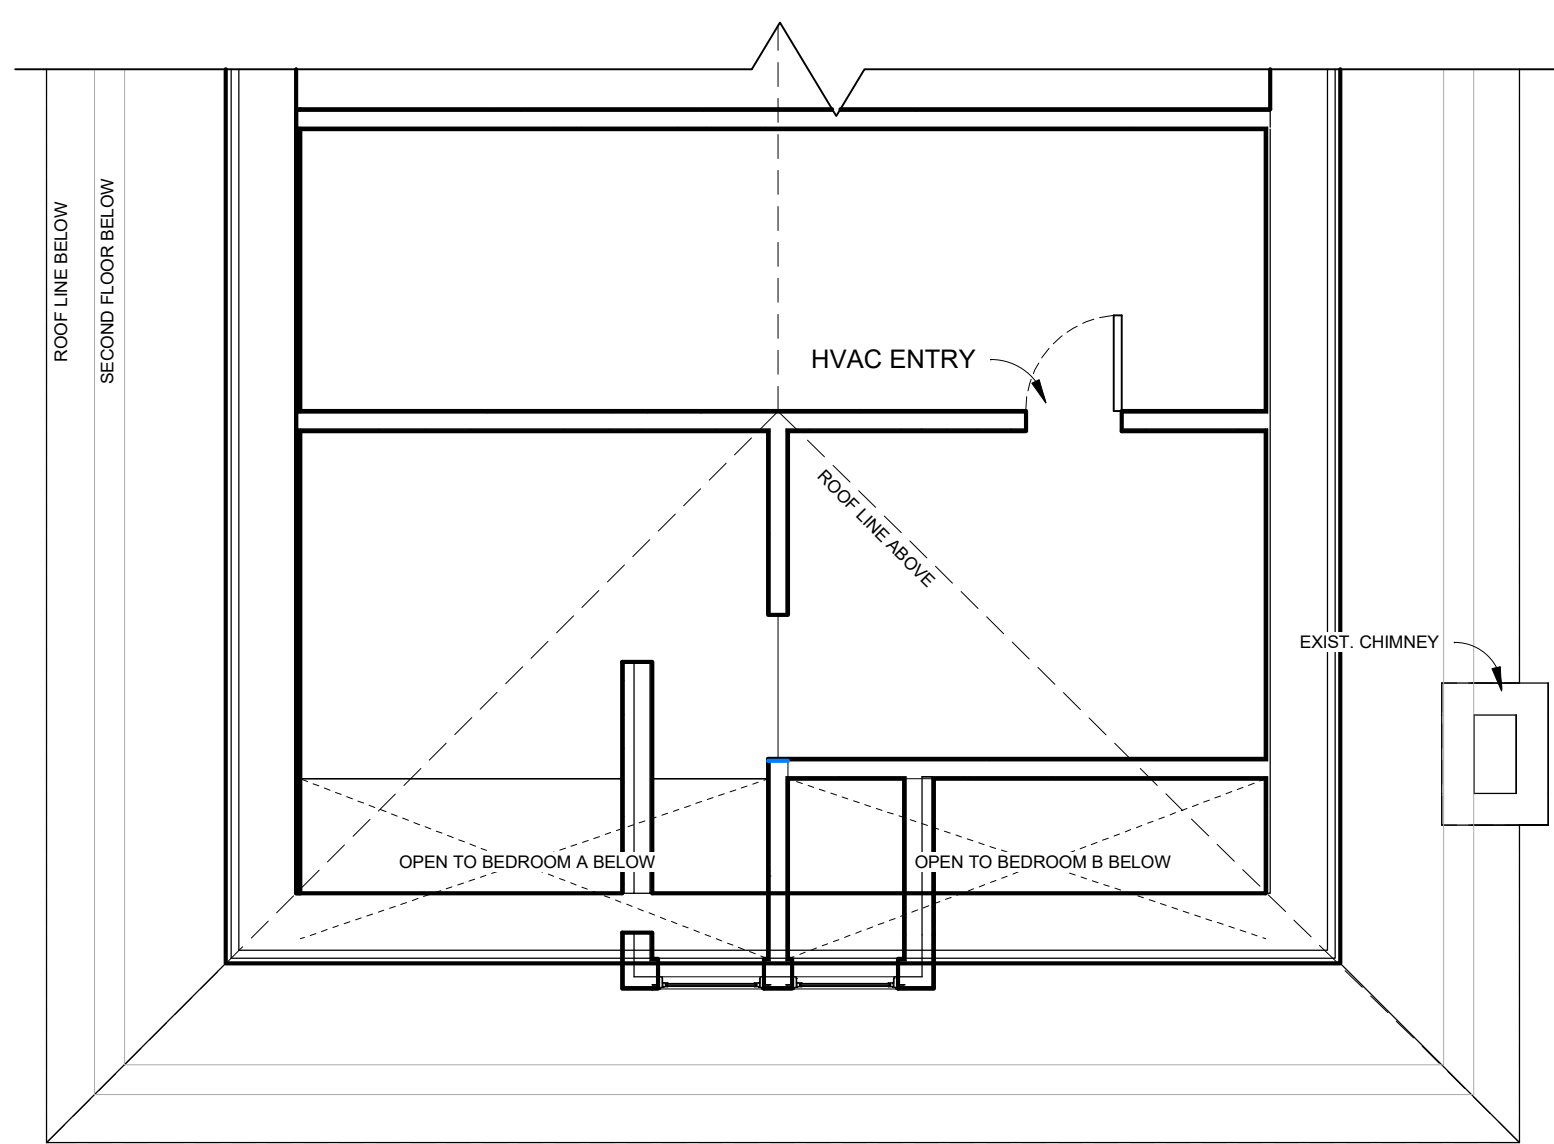 ROOF LINE BELOW
SECOND FLOOR BELOW
HVAC ENTRY
ROOF LINE ABOVE
EXIST. CHIMNEY
OPEN TO BEDROOM A BELOW
OPEN TO BEDROOM B BELOW